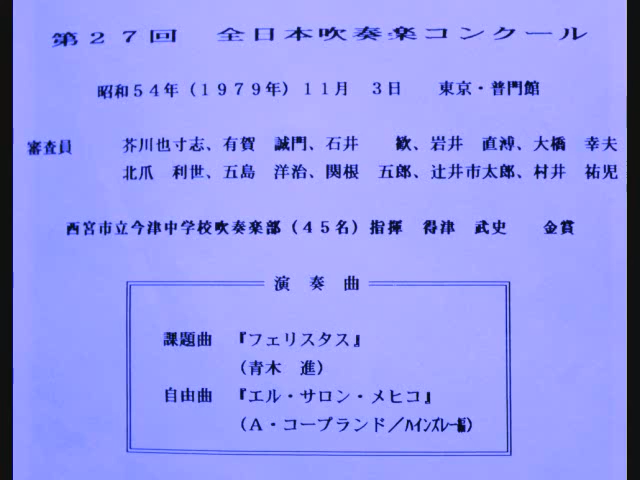 第２７回　全日本吹奏楽コンクール
昭和５４年（１９７９年）１１月　３日　　東京・普門館
審査員　　芥川也寸志、有賀　誠門、石井　　歓、岩井　直溥、大橋　幸夫
北爪　利世、五島　洋治、関根　五郎、辻井市太郎、村井　祐児
西宮市立今津中学校吹奏楽部（４５名）指揮　得津　武史　　金賞
演　奏　曲
課題曲　『フェリスタス』
（青木　進）
自由曲　『エル・サロン・メヒコ』
（Ａ・コープランド／ﾊｲﾝｽﾞﾚｰ編）